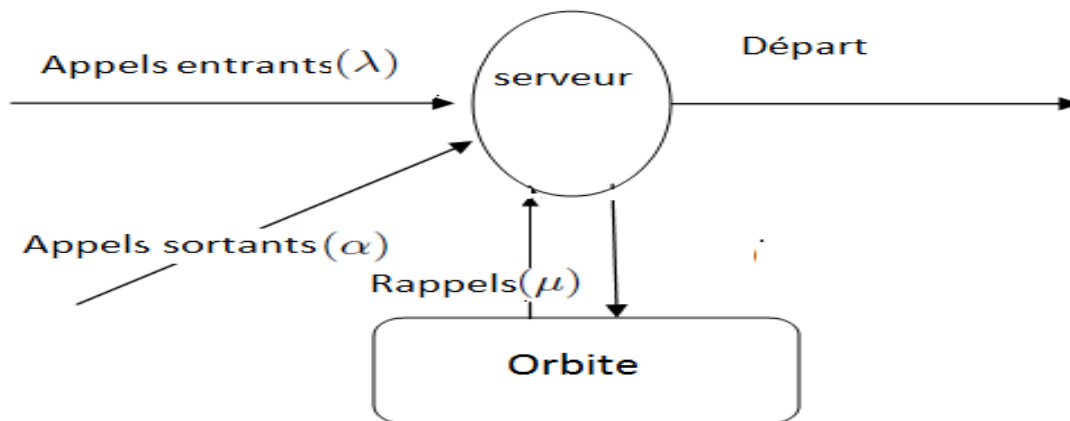 Départ
Appels entrants(λ)
serveur
Appels sortants(α)
Rappels(μ)
Orbite